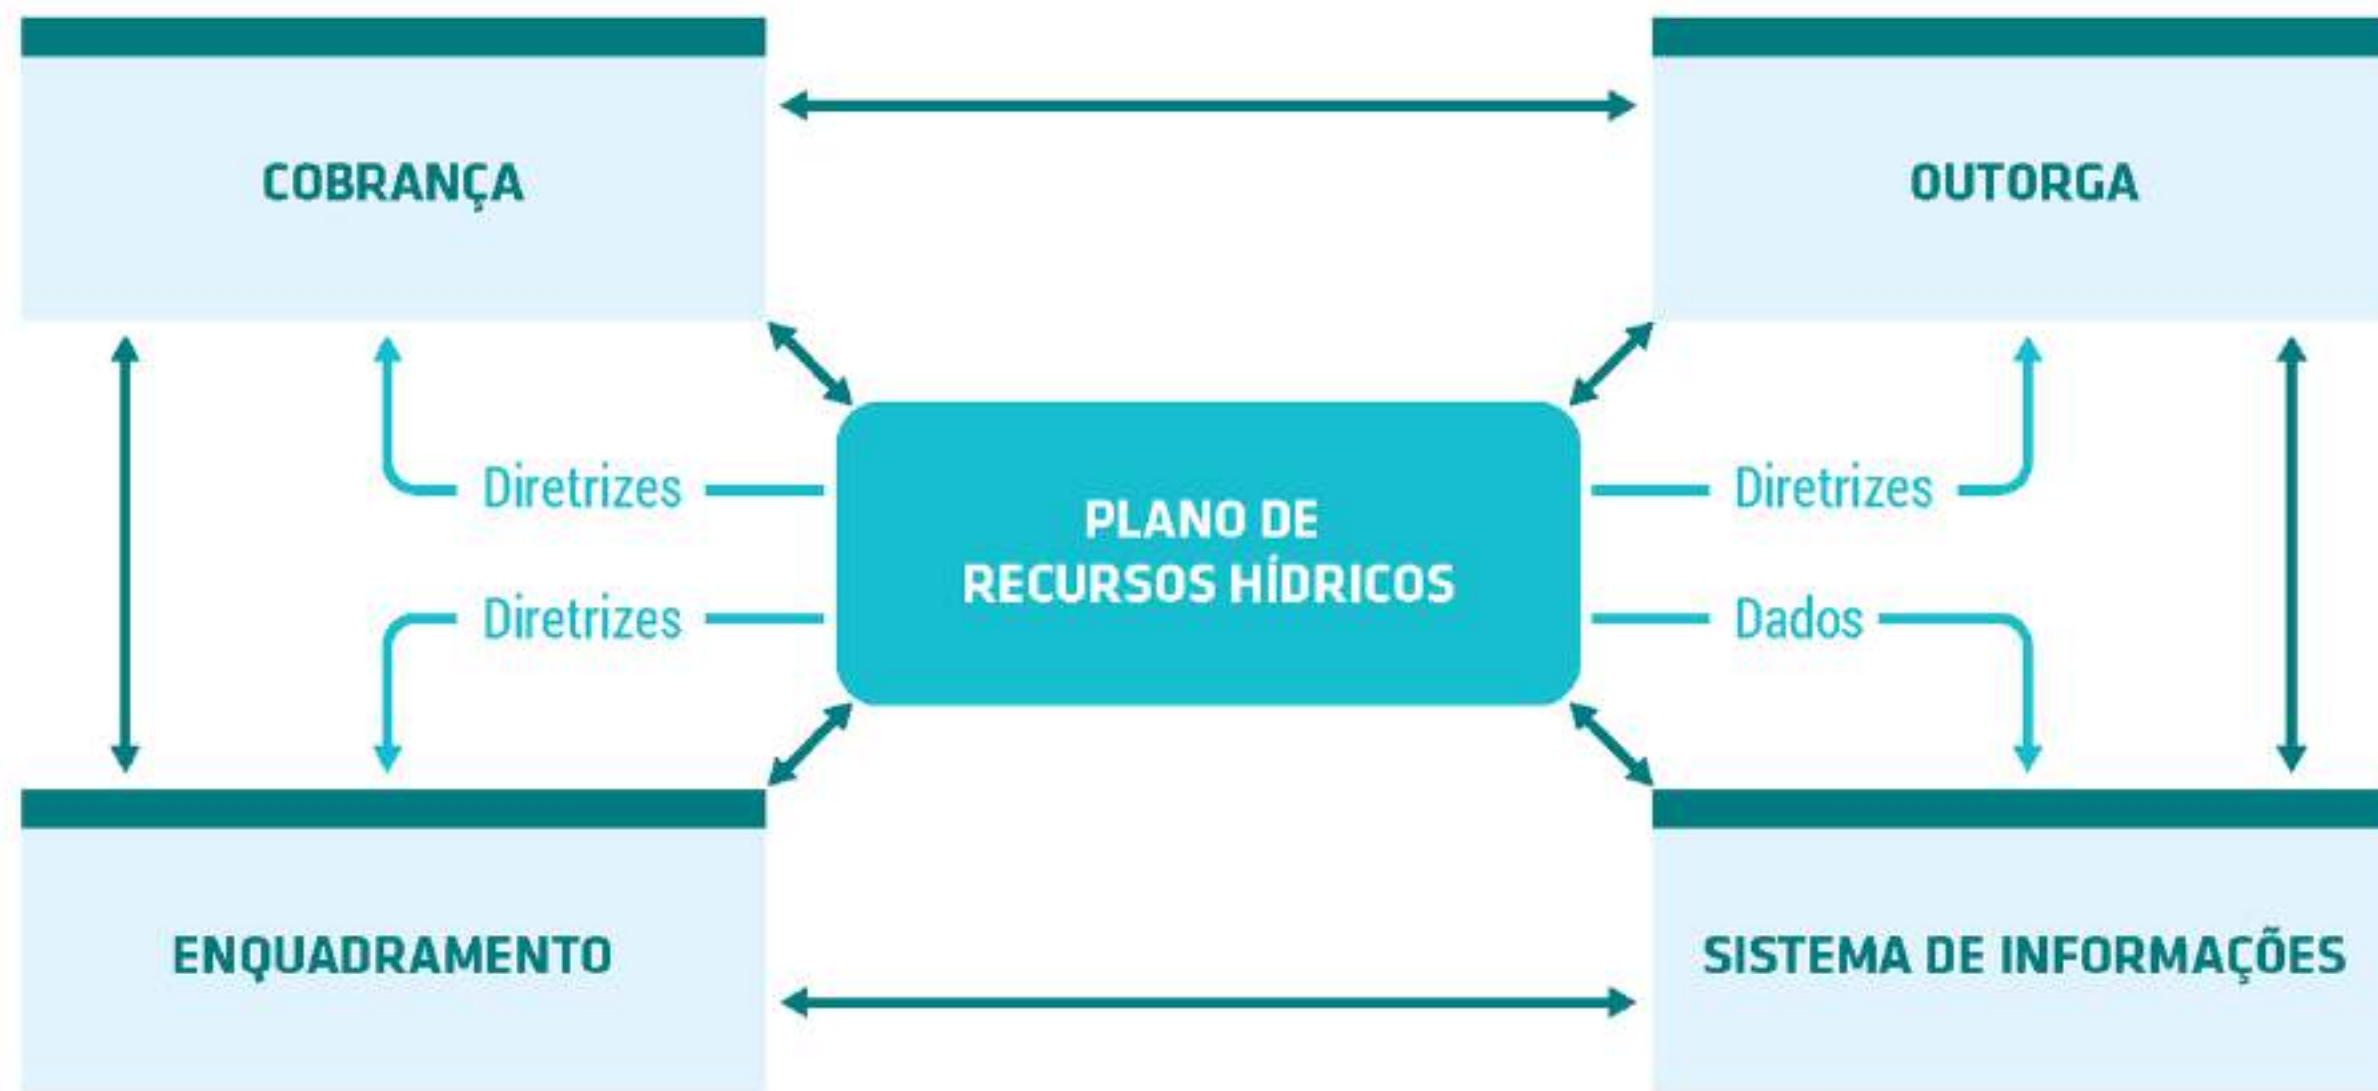 COBRANÇA
OUTORGA
Diretrizes
Diretrizes
PLANO DE
RECURSOS HÍDRICOS
Diretrizes
Dados
ENQUADRAMENTO
SISTEMA DE INFORMAÇÕES